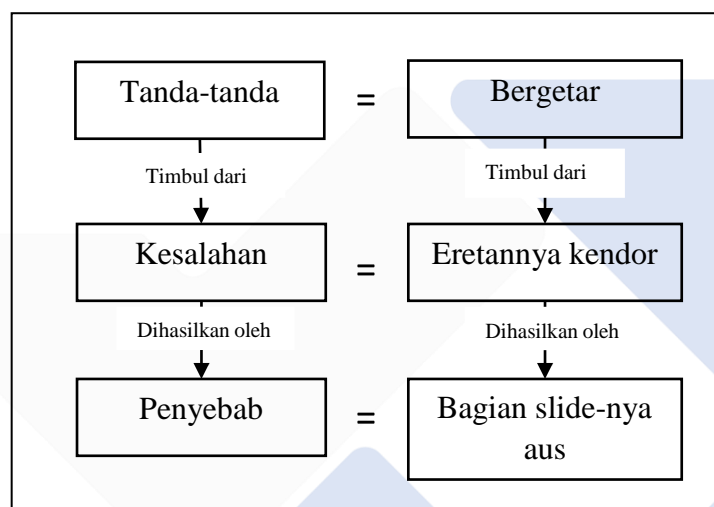 Tanda-tanda = Bergetar
Timbul dari Timbul dari
Kesalahan = Eretannya kendor
Dihasilkan oleh Dihasilkan oleh
Penyebab = Bagian slide-nya
aus